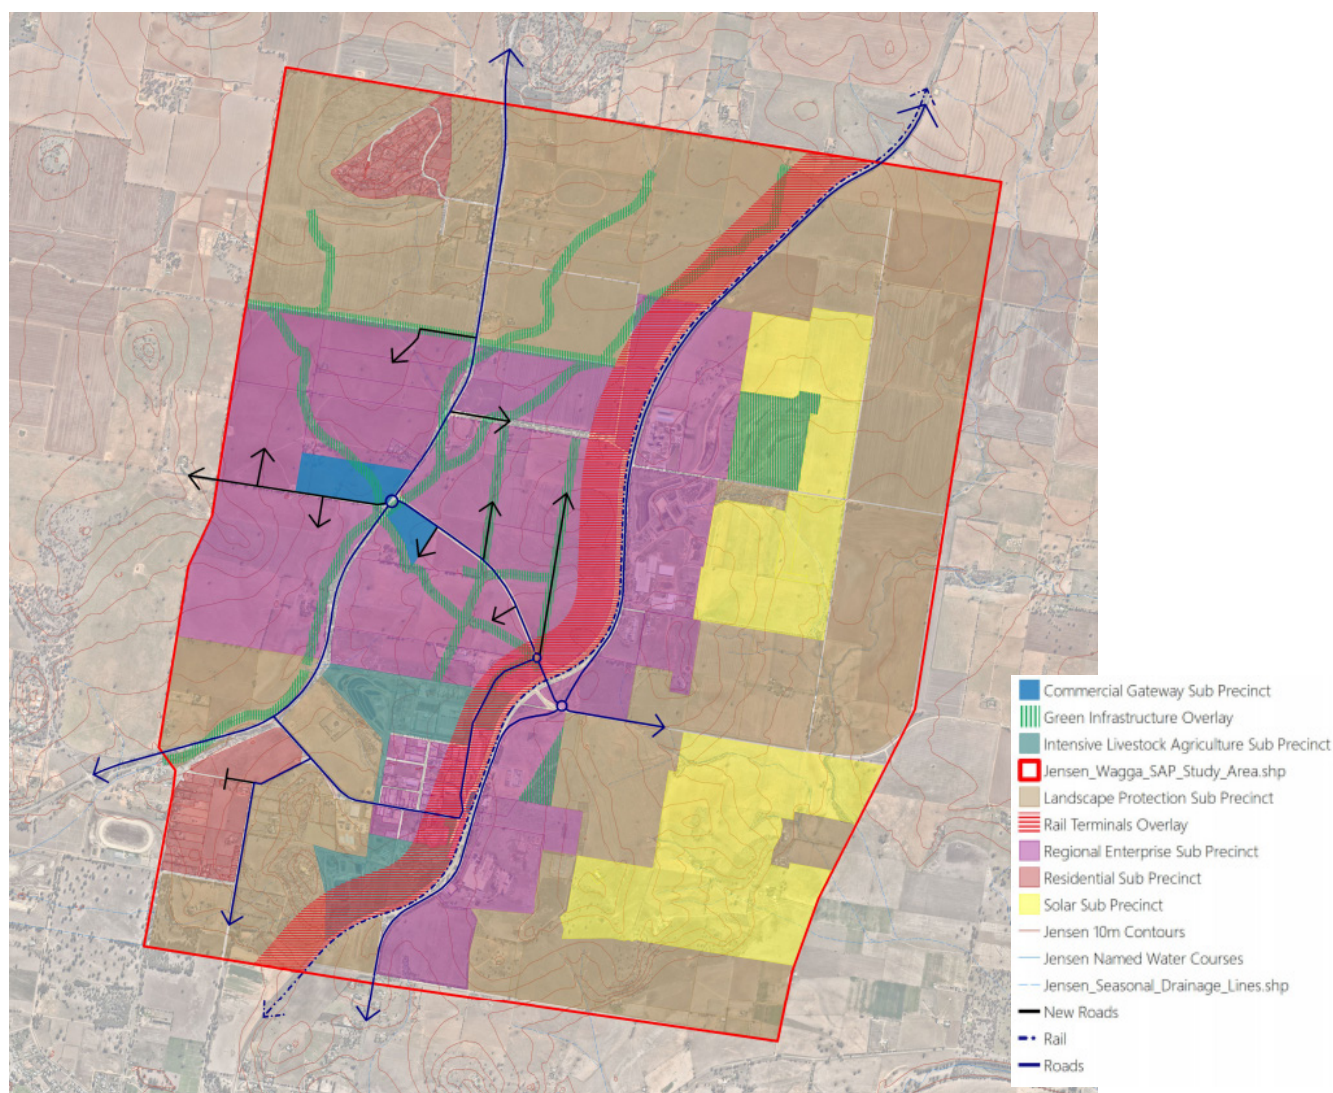 Commercial Gateway Sub Precinct
Green Infrastructure Overlay
Intensive Livestock Agriculture Sub Precinct
Jensen_Wagga_SAP_Study_Area.shp
Landscape Protection Sub Precinct
Rail Terminals Overlay
Regional Enterprise Sub Precinct
Residential Sub Precinct
Solar Sub Precinct
Jensen 10m Contours
Jensen Named Water Courses
Jensen_Seasonal_Drainage_Lines.shp
New Roads
Rail
Roads